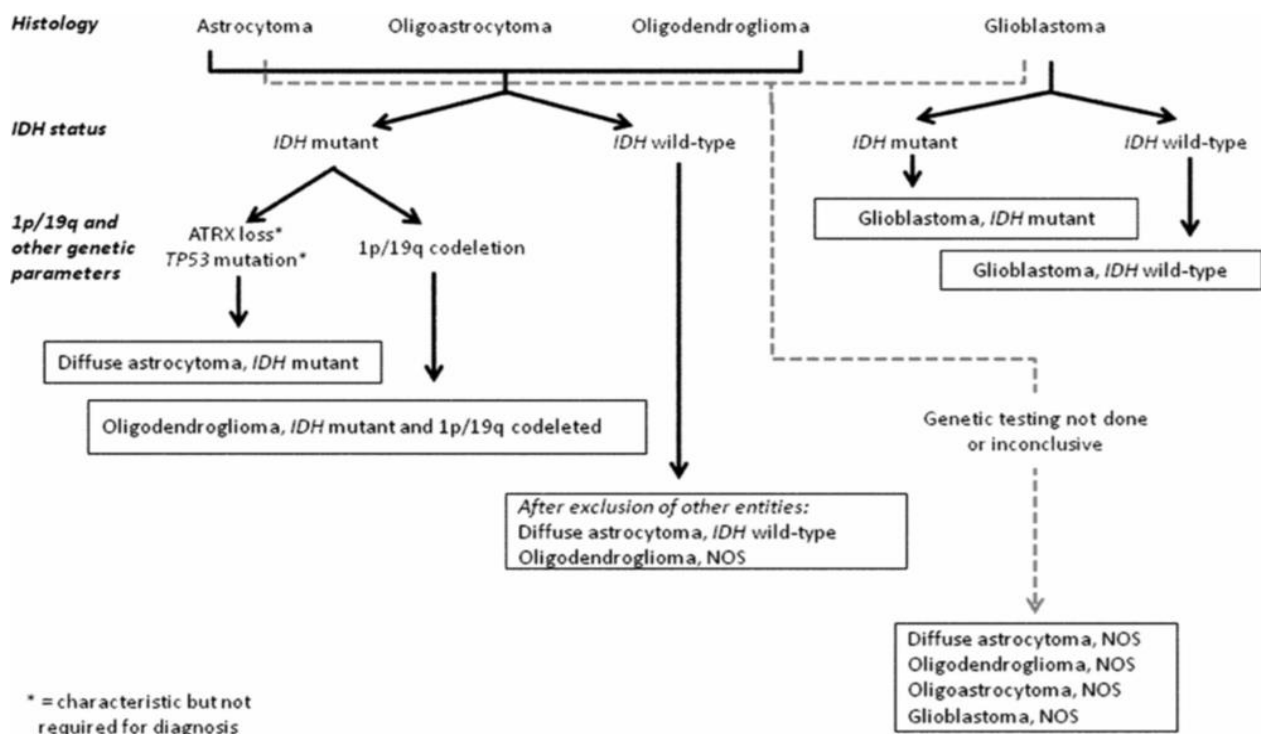 Histology
Astrocytoma
Oligoastrocytoma
Oligodendroglioma
Glioblastoma
IDH status
IDH mutant
IDH wild-type
IDH mutant
IDH wild-type
1p/19q and
other genetic
parameters
ATRX loss*
TP53 mutation*
1p/19q codeletion
Glioblastoma, IDH mutant
Glioblastoma, IDH wild-type
Diffuse astrocytoma, IDH mutant
Oligodendroglioma, IDH mutant and 1p/19q codeleted
Genetic testing not done
or inconclusive
After exclusion of other entities:
Diffuse astrocytoma, IDH wild-type
Oligodendroglioma, NOS
Diffuse astrocytoma, NOS
Oligodendroglioma, NOS
Oligoastrocytoma, NOS
Glioblastoma, NOS
* = characteristic but not
required for diagnosis